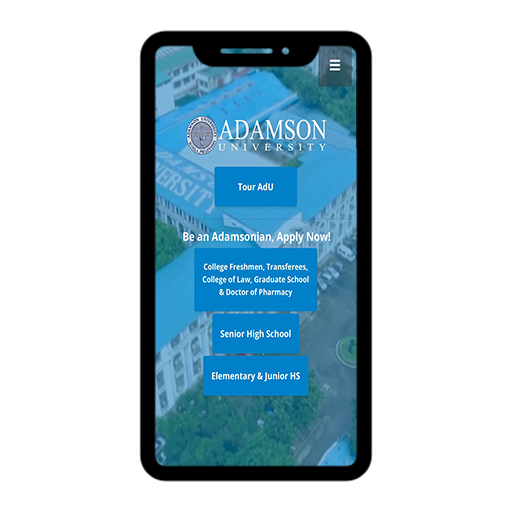 ADAMSON
UNIVERSITY
Tour AdU
Be an Adamsonian, Apply Now!
College Freshmen, Transferees,
College of Law, Graduate School
& Doctor of Pharmacy
Senior High School
Elementary & Junior HS